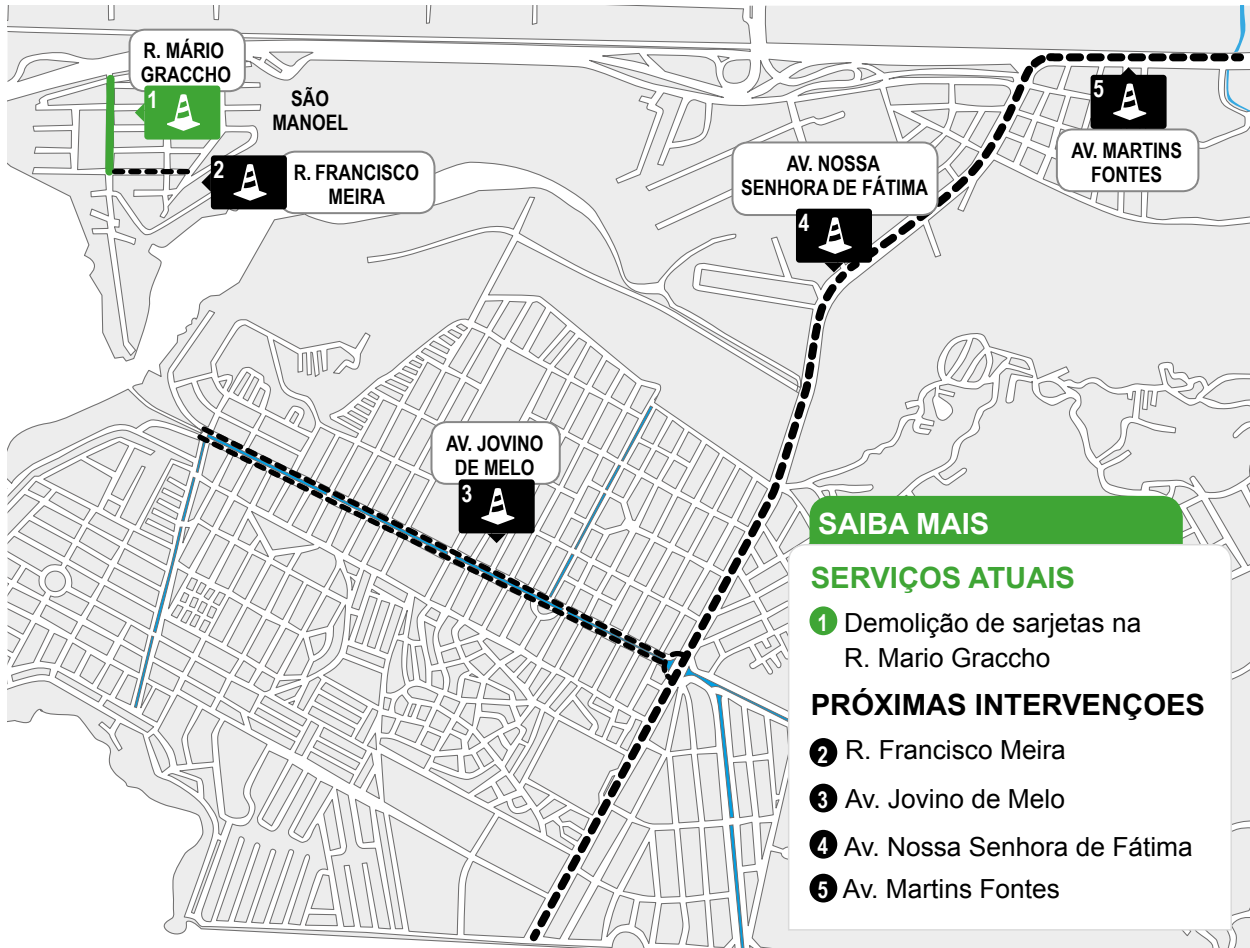 R. MÁRIO
GRACCHO
1
SÃO
MANOEL
2
R. FRANCISCO
MEIRA
AV. NOSSA
SENHORA DE FÁTIMA
4
5
AV. MARTINS
FONTES
AV. JOVINO
DE MELO
3
SAIBA MAIS
SERVIÇOS ATUAIS
1 Demolição de sarjetas na
R. Mario Graccho
PRÓXIMAS INTERVENÇOES
2 R. Francisco Meira
3 Av. Jovino de Melo
4 Av. Nossa Senhora de Fátima
5 Av. Martins Fontes